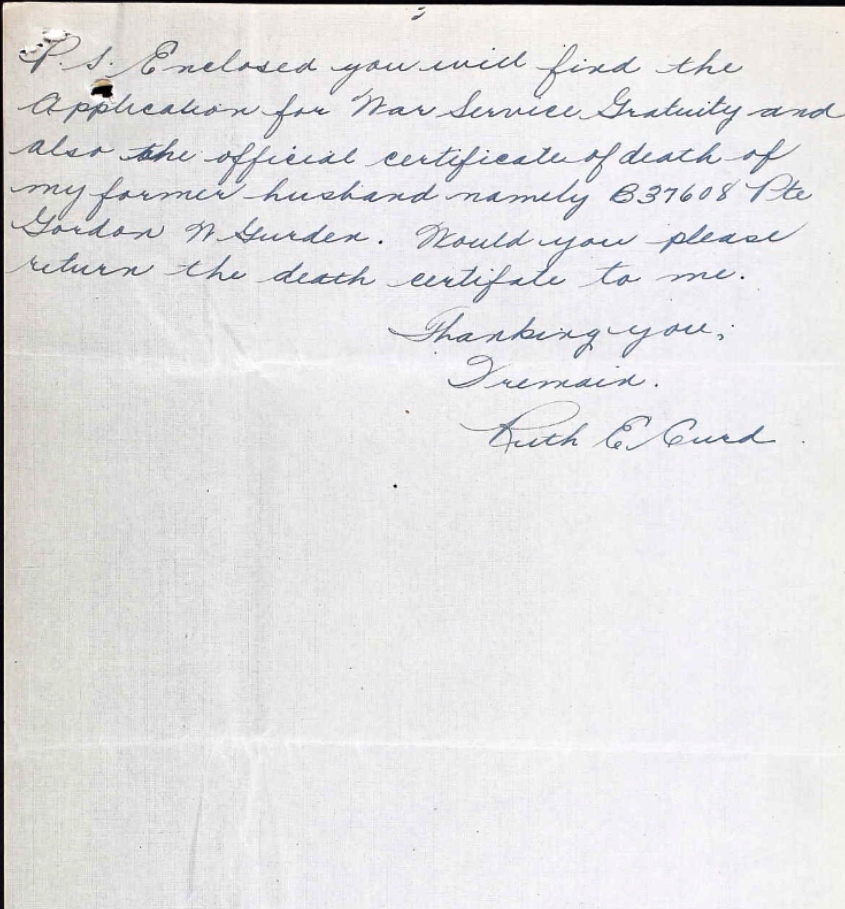 P.S. Enclosed you will find the
Application for War Service Gratuity and
also the official certificate of death of
my former husband namely B37608 Pte
Gordon W Gurden. Would you please
return the death certifate to me.
Thanking you;
I remain.
Ruth E Curd.